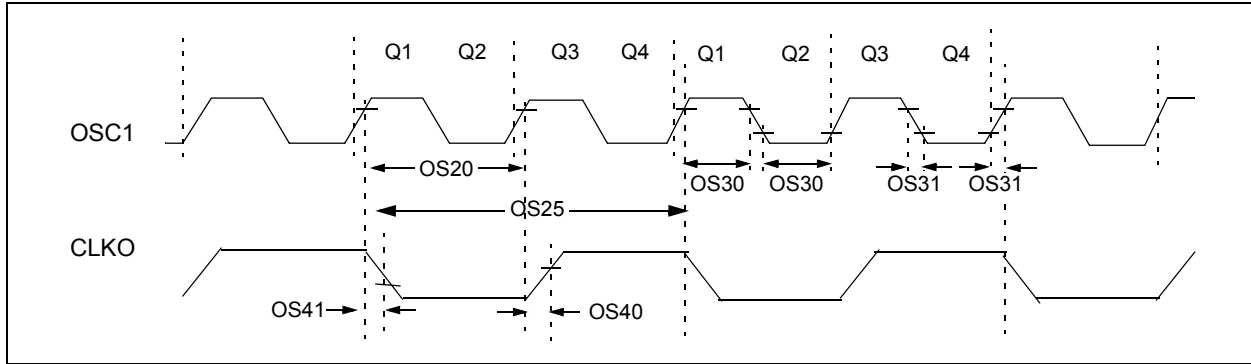 Q1 Q2 Q3 Q4 Q1 Q2 Q3 Q4
OSC1
OS20 OS30 OS30 OS31 OS31
OS25
CLKO
OS41 OS40